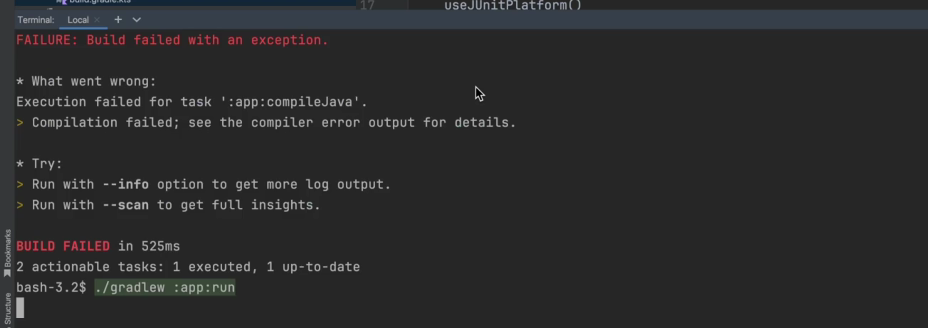 build.gradle.kts
17 useJUnitPlatform()
Terminal: Local × +
FAILURE: Build failed with an exception.
* What went wrong:
Execution failed for task ':app:compileJava'.
> Compilation failed; see the compiler error output for details.
* Try:
> Run with --info option to get more log output.
> Run with --scan to get full insights.
BUILD FAILED in 525ms
2 actionable tasks: 1 executed, 1 up-to-date
bash-3.2$ ./gradlew :app:run
Bookmarks
Structure